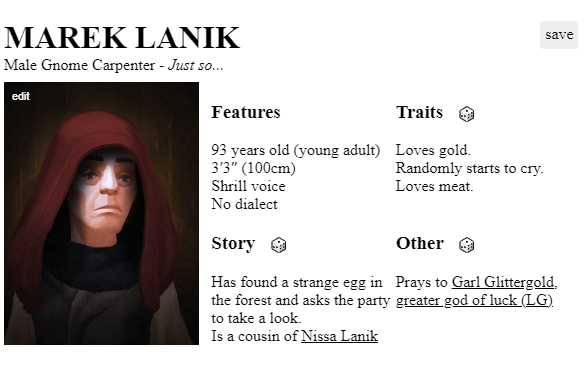 MAREK LANIK
save
Male Gnome Carpenter - Just so...
edit
Features
93 years old (young adult)
3′3″ (100cm)
Shrill voice
No dialect
Traits
Loves gold.
Randomly starts to cry.
Loves meat.
Story
Has found a strange egg in
the forest and asks the party
to take a look.
Is a cousin of Nissa Lanik
Other
Prays to Garl Glittergold,
greater god of luck (LG)